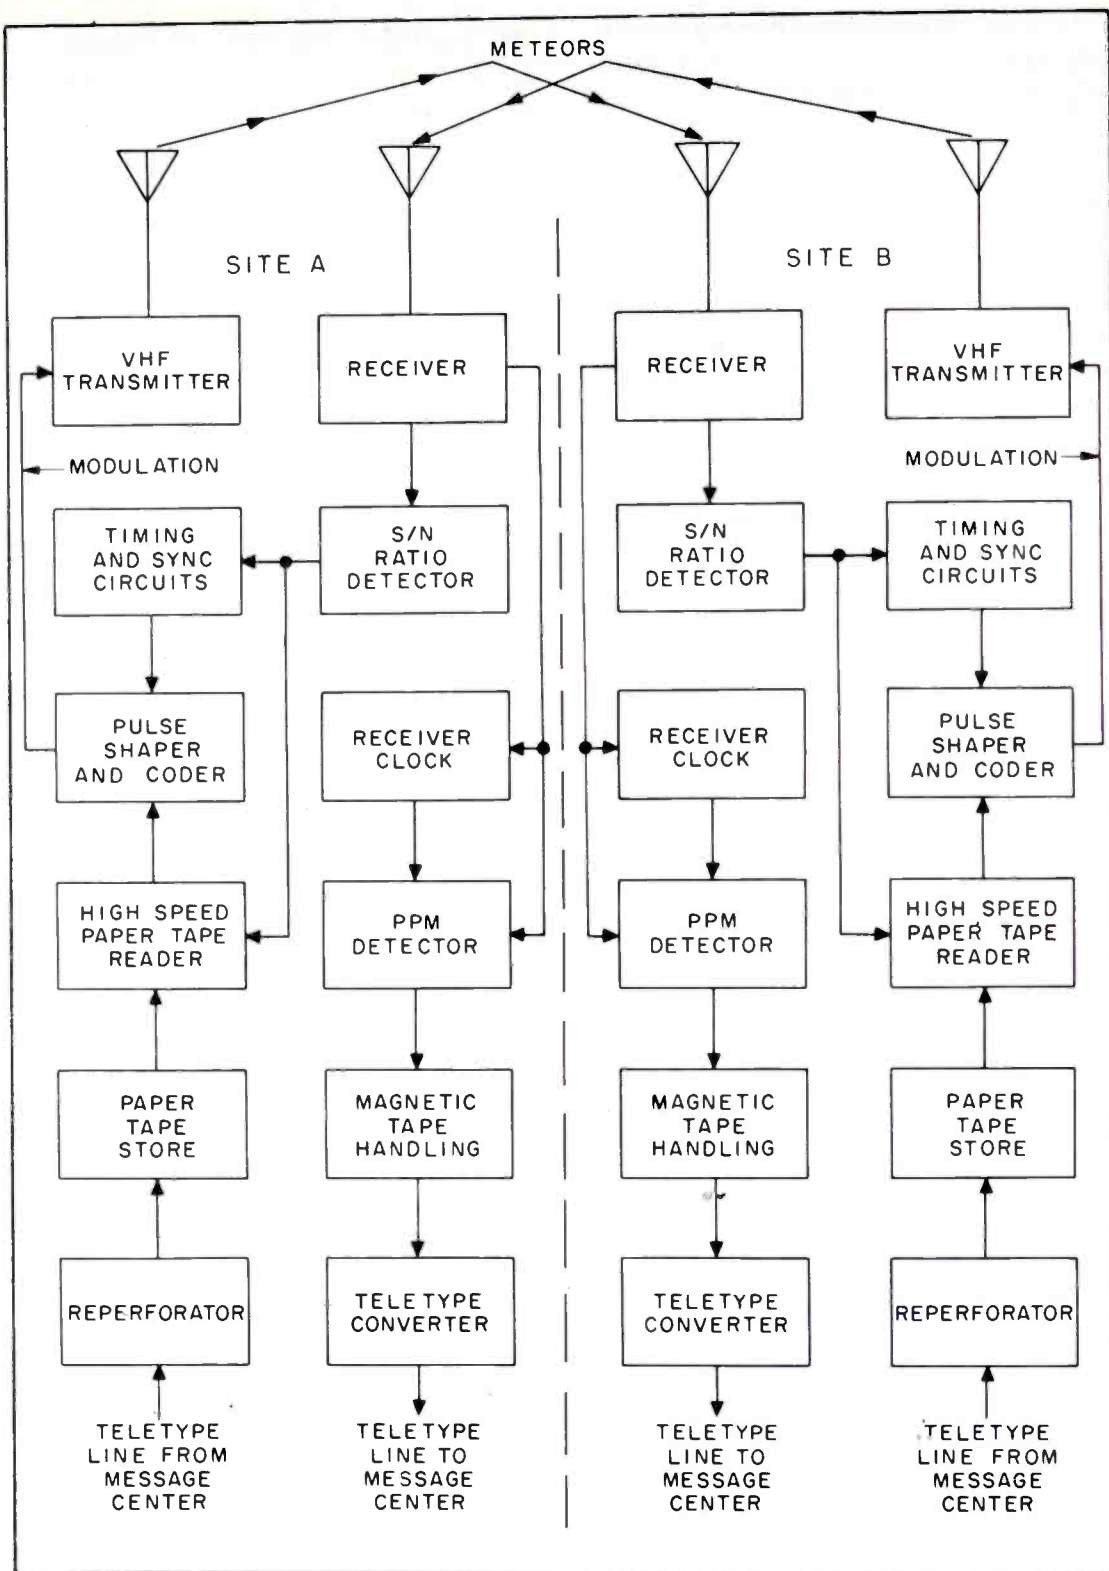 METEORS
SITE A
SITE B
VHF
TRANSMITTER
RECEIVER
RECEIVER
VHF
TRANSMITTER
MODULATION
MODULATION
TIMING
AND SYNC
CIRCUITS
S/N
RATIO
DETECTOR
S/N
RATIO
DETECTOR
TIMING
AND SYNC
CIRCUITS
PULSE
SHAPER
AND CODER
RECEIVER
CLOCK
RECEIVER
CLOCK
PULSE
SHAPER
AND CODER
HIGH SPEED
PAPER TAPE
READER
PPM
DETECTOR
PPM
DETECTOR
HIGH SPEED
PAPER TAPE
READER
PAPER
TAPE
STORE
MAGNETIC
TAPE
HANDLING
MAGNETIC
TAPE
HANDLING
PAPER
TAPE
STORE
REPERFORATOR
TELETYPE
CONVERTER
TELETYPE
CONVERTER
REPERFORATOR
TELETYPE
LINE FROM
MESSAGE
CENTER
TELETYPE
LINE TO
MESSAGE
CENTER
TELETYPE
LINE TO
MESSAGE
CENTER
TELETYPE
LINE FROM
MESSAGE
CENTER